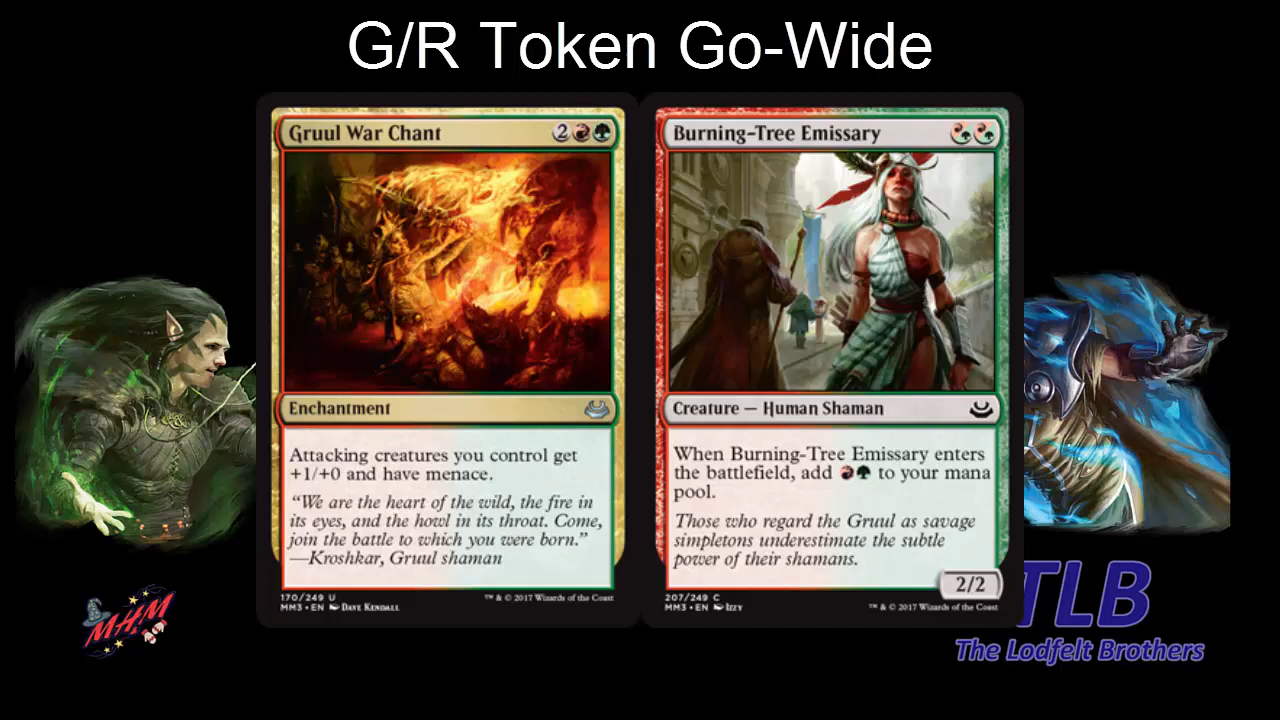 G/R Token Go-Wide
Gruul War Chant
2
Enchantment
Attacking creatures you control get
+1/+0 and have menace.
“We are the heart of the wild, the fire in
its eyes, and the howl in its throat. Come,
join the battle to which you were born.”
—Kroshkar, Gruul shaman
170/249 U
MM3 • EN DAVE KENDALL
™ & © 2017 Wizards of the Coast
Burning-Tree Emissary
Creature — Human Shaman
When Burning-Tree Emissary enters
the battlefield, add to your mana
pool.
Those who regard the Gruul as savage
simpletons underestimate the subtle
power of their shamans.
2/2
207/249 C
MM3 • EN IZZY
™ & © 2017 Wizards of the Coast
MHM
TLB
The Lodfelt Brothers